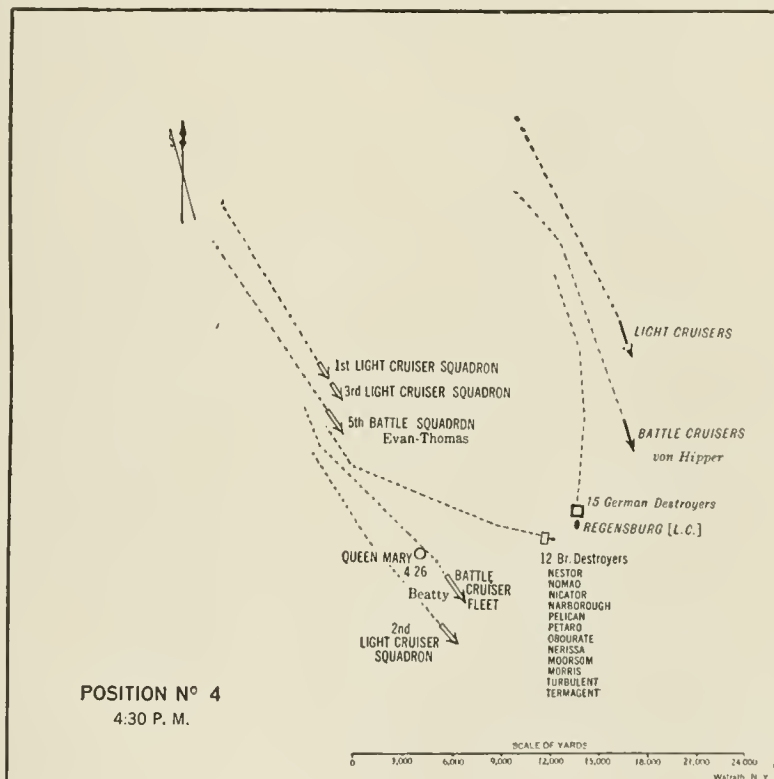 LIGHT CRUISERS
1st LIGHT CRUISER SQUADRON
3rd LIGHT CRUISER SQUADRON
5th BATTLE SQUADRON
Evan-Thomas
BATTLE CRUISERS
von Hipper
15 German Destroyers
REGENSBURG [L.C.]
QUEEN MARY
4 26
12 Br. Destroyers
NESTOR
NOMAD
NICATOR
NARBOROUGH
PELICAN
PETARD
OBOURATE
NERISSA
MOORSOM
MORRIS
TURBULENT
TERMAGENT
Beatty
BATTLE
CRUISER
FLEET
2nd
LIGHT CRUISER
SQUADRON
POSITION Nº 4
4:30 P. M.
SCALE OF YARDS
0 3,000 6,000 9,000 12,000 15,000 18,000 21,000 24,000